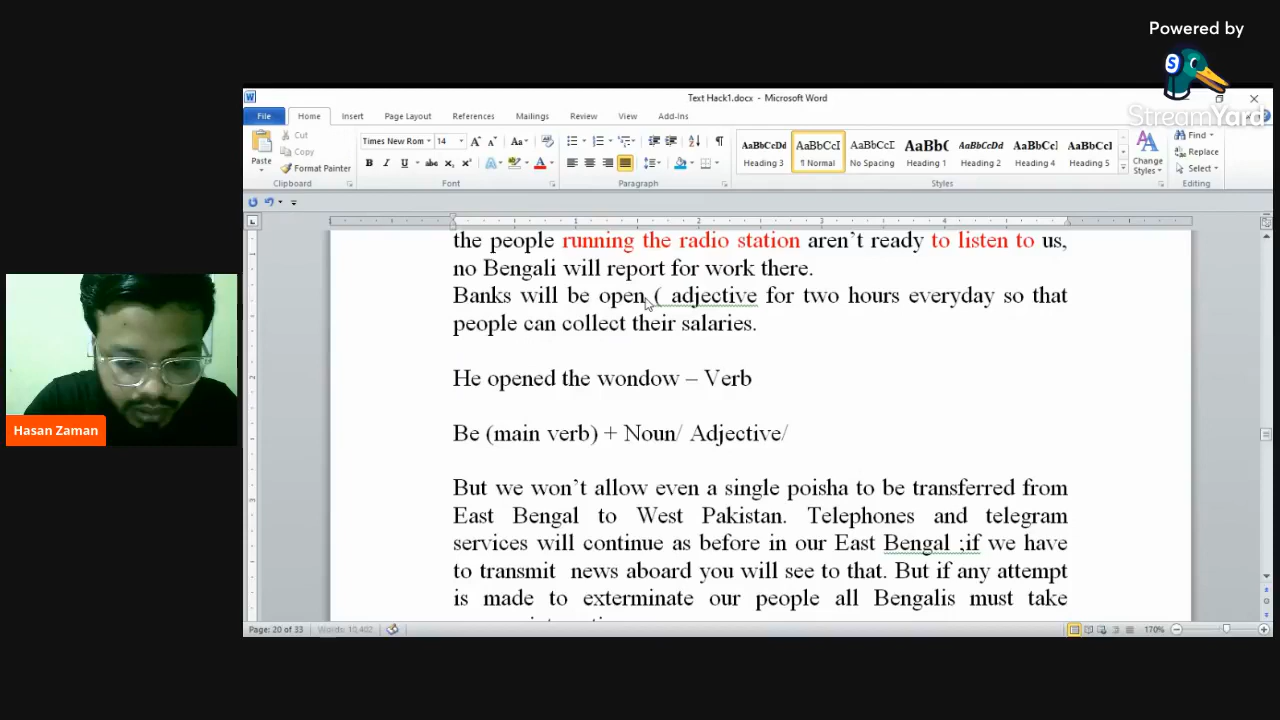 Powered by
StreamYard
Text Hack1.docx - Microsoft Word
File Home Insert Page Layout References Mailings Review View Add-Ins
Paste Cut Copy Format Painter
Times New Rom 14
AaBbCcDd AaBbCcI AaBbCcI AaBbC AaBbCcDd AaBbCcI AaBbCcI
Heading 3 ¶ Normal No Spacing Heading 1 Heading 2 Heading 4 Heading 5
Change Styles
Find Replace Select
Clipboard Font Paragraph Styles Editing
the people running the radio station aren’t ready to listen to us,
no Bengali will report for work there.
Banks will be open ( adjective for two hours everyday so that
people can collect their salaries.
He opened the wondow – Verb
Be (main verb) + Noun/ Adjective/
But we won’t allow even a single poisha to be transferred from
East Bengal to West Pakistan. Telephones and telegram
services will continue as before in our East Bengal ;if we have
to transmit news aboard you will see to that. But if any attempt
is made to exterminate our people all Bengalis must take
Hasan Zaman
Page: 20 of 33 Words: 10,402 170%